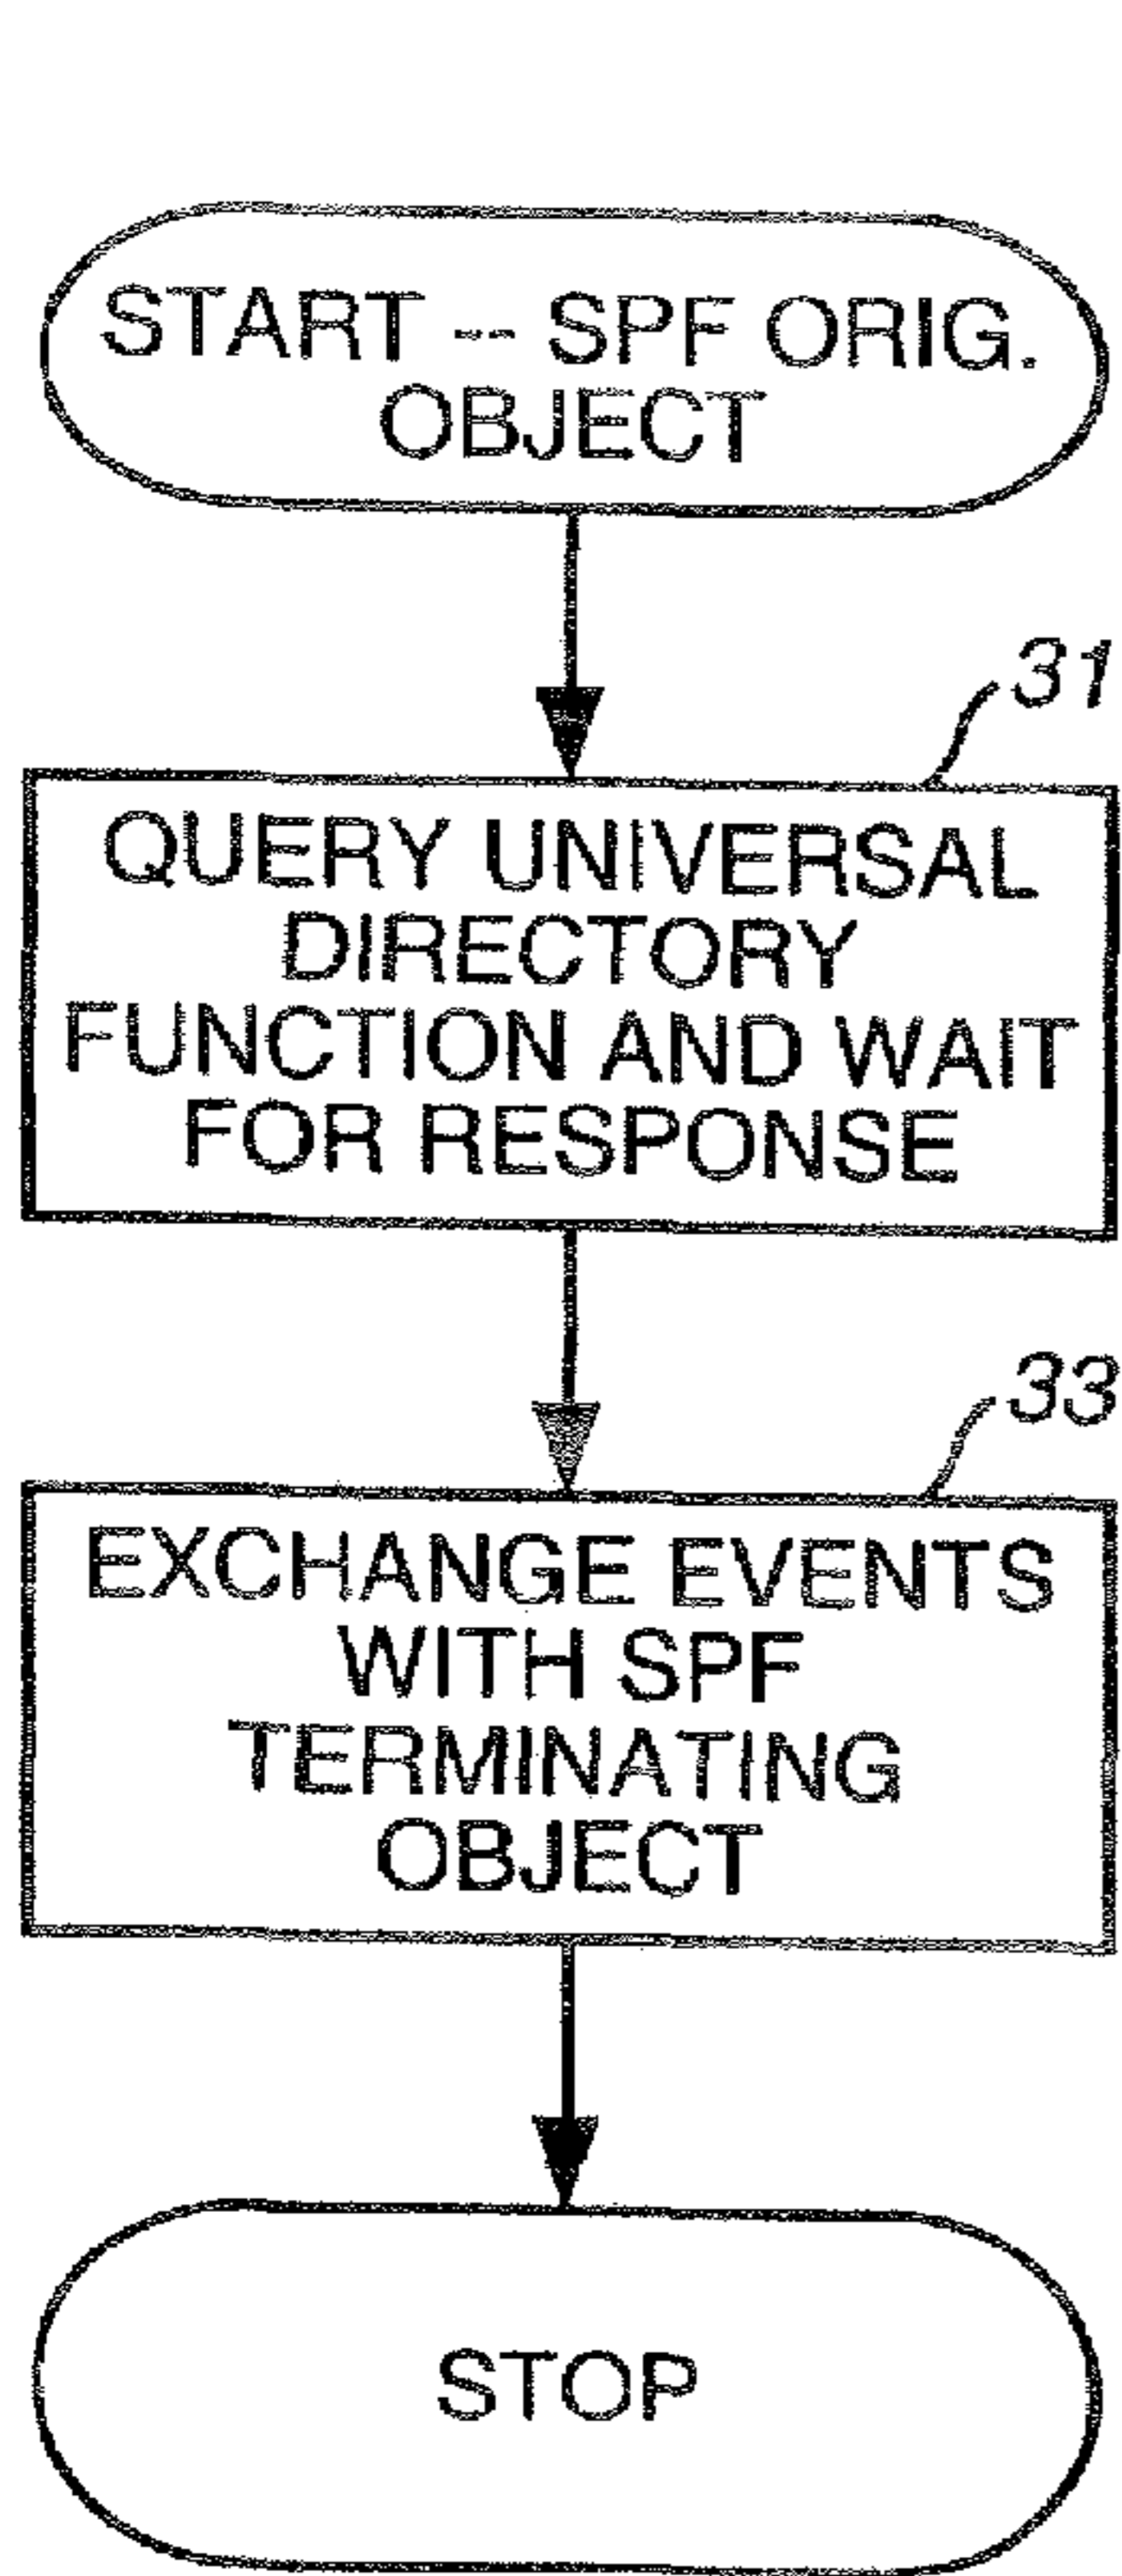 START -- SPF ORIG.
OBJECT
31
QUERY UNIVERSAL
DIRECTORY
FUNCTION AND WAIT
FOR RESPONSE
33
EXCHANGE EVENTS
WITH SPF
TERMINATING
OBJECT
STOP